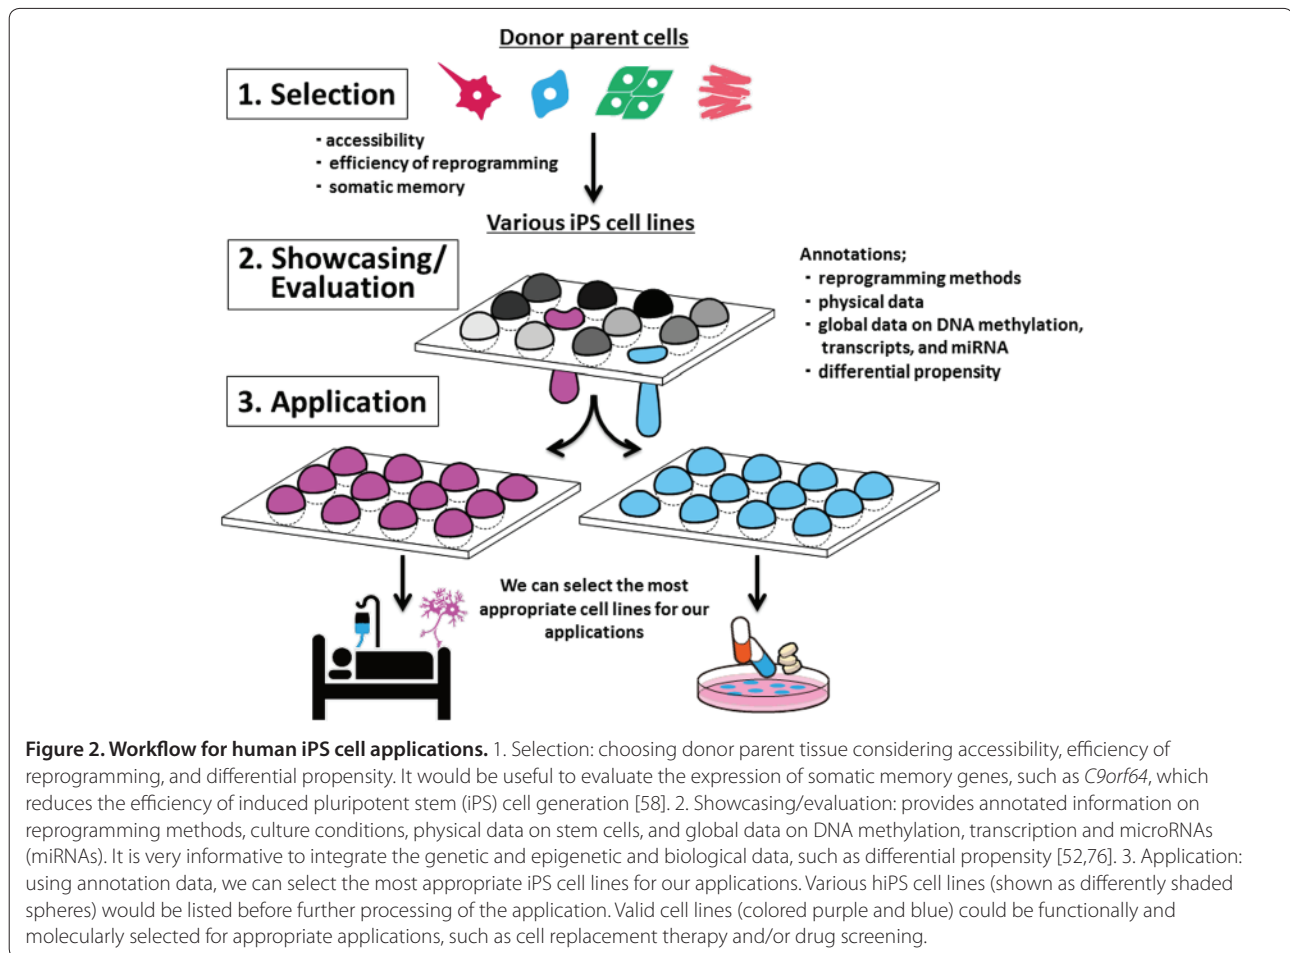 Donor parent cells
1. Selection
- accessibility
- efficiency of reprogramming
- somatic memory
Various iPS cell lines
2. Showcasing/
Evaluation
Annotations;
- reprogramming methods
- physical data
- global data on DNA methylation,
transcripts, and miRNA
- differential propensity
3. Application
We can select the most
appropriate cell lines for our
applications
Figure 2. Workflow for human iPS cell applications. 1. Selection: choosing donor parent tissue considering accessibility, efficiency of
reprogramming, and differential propensity. It would be useful to evaluate the expression of somatic memory genes, such as C9orf64, which
reduces the efficiency of induced pluripotent stem (iPS) cell generation [58]. 2. Showcasing/evaluation: provides annotated information on
reprogramming methods, culture conditions, physical data on stem cells, and global data on DNA methylation, transcription and microRNAs
(miRNAs). It is very informative to integrate the genetic and epigenetic and biological data, such as differential propensity [52,76]. 3. Application:
using annotation data, we can select the most appropriate iPS cell lines for our applications. Various hiPS cell lines (shown as differently shaded
spheres) would be listed before further processing of the application. Valid cell lines (colored purple and blue) could be functionally and
molecularly selected for appropriate applications, such as cell replacement therapy and/or drug screening.